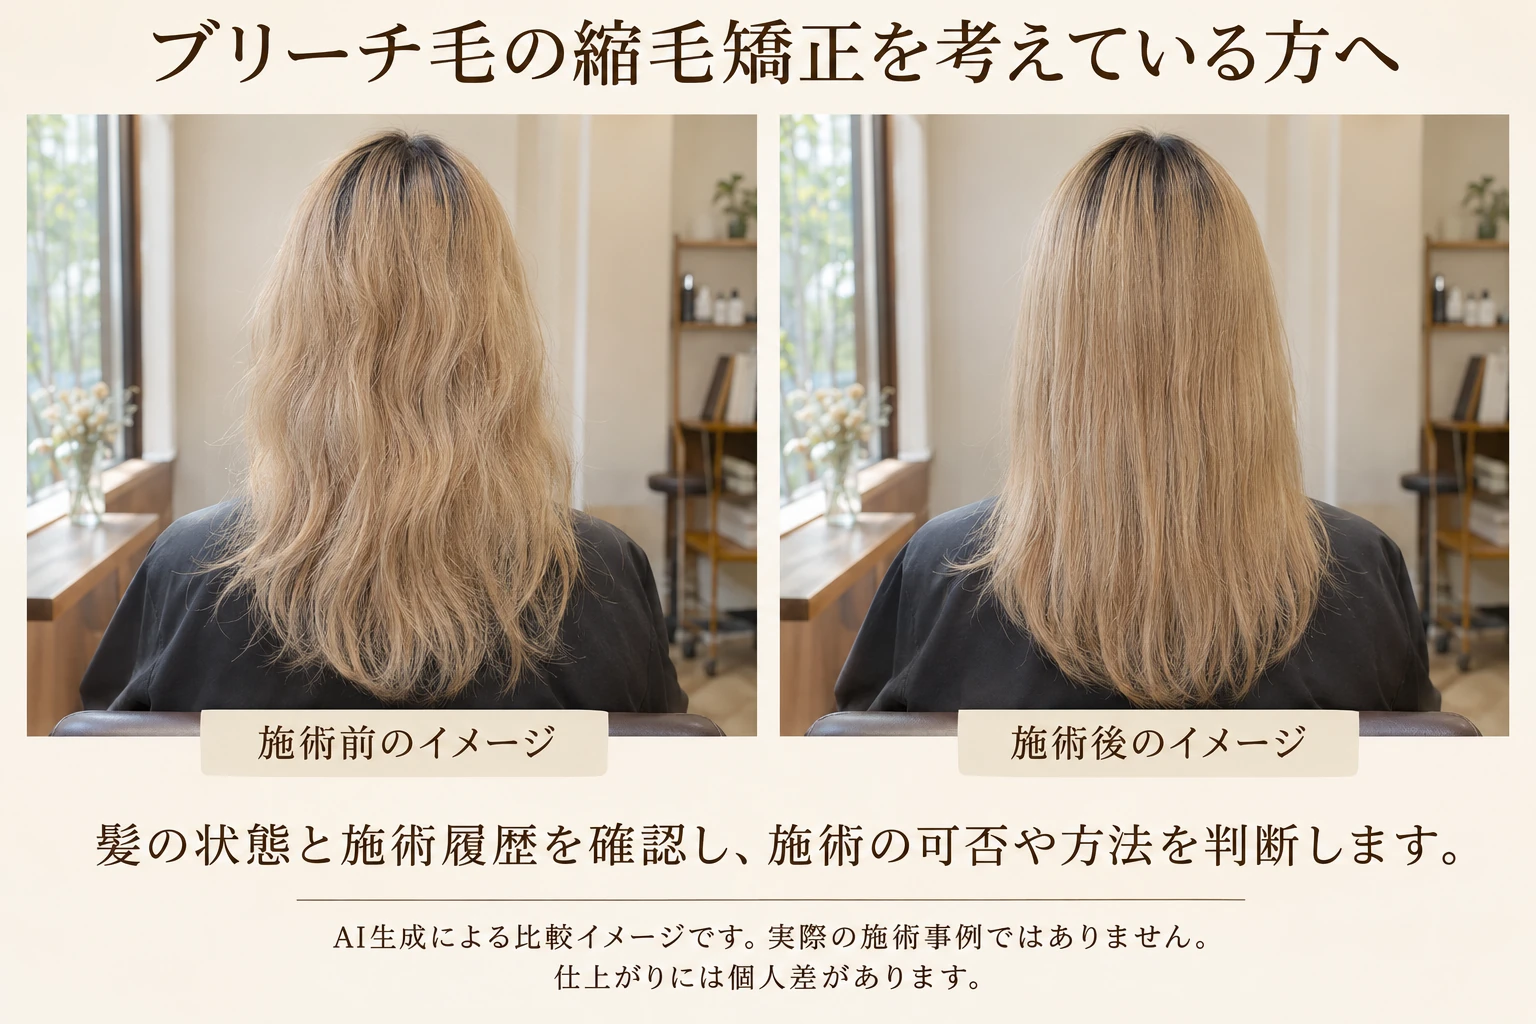 ブリーチ毛の縮毛矯正を考えている方へ
施術前のイメージ
施術後のイメージ
髪の状態と施術履歴を確認し、施術の可否や方法を判断します。
AI生成による比較イメージです。実際の施術事例ではありません。
仕上がりには個人差があります。